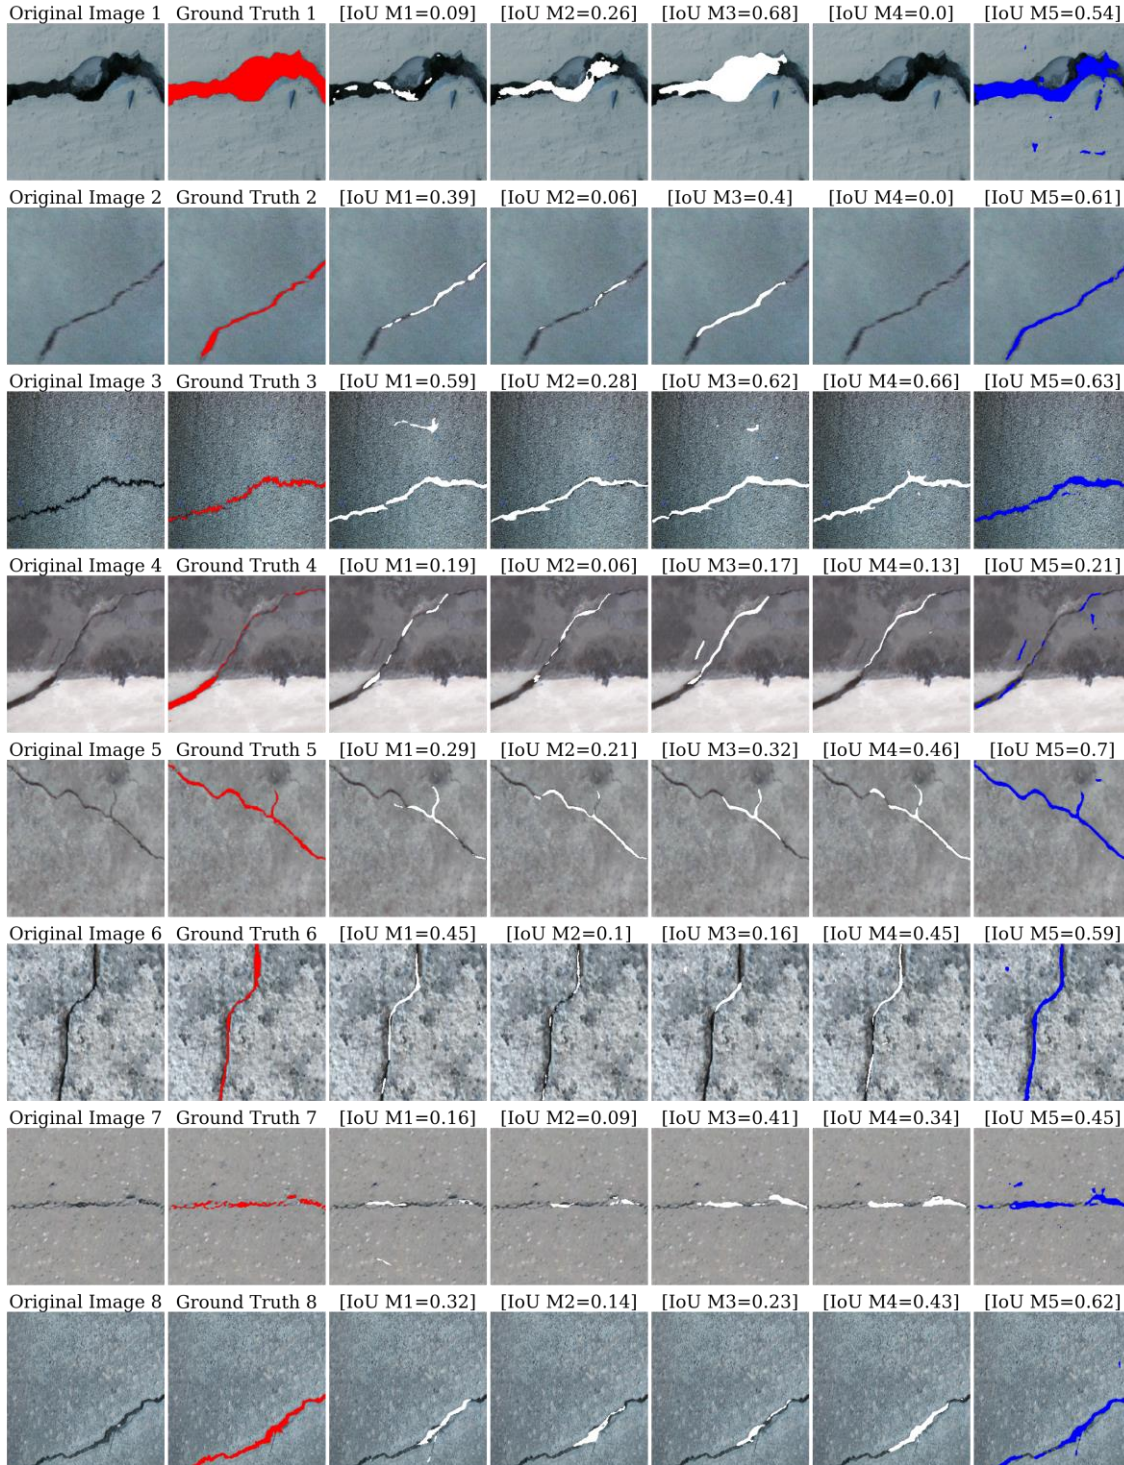 Original Image 1 Ground Truth 1 [IoU M1=0.09] [IoU M2=0.26] [IoU M3=0.68] [IoU M4=0.0] [IoU M5=0.54]
Original Image 2 Ground Truth 2 [IoU M1=0.39] [IoU M2=0.06] [IoU M3=0.4] [IoU M4=0.0] [IoU M5=0.61]
Original Image 3 Ground Truth 3 [IoU M1=0.59] [IoU M2=0.28] [IoU M3=0.62] [IoU M4=0.66] [IoU M5=0.63]
Original Image 4 Ground Truth 4 [IoU M1=0.19] [IoU M2=0.06] [IoU M3=0.17] [IoU M4=0.13] [IoU M5=0.21]
Original Image 5 Ground Truth 5 [IoU M1=0.29] [IoU M2=0.21] [IoU M3=0.32] [IoU M4=0.46] [IoU M5=0.7]
Original Image 6 Ground Truth 6 [IoU M1=0.45] [IoU M2=0.1] [IoU M3=0.16] [IoU M4=0.45] [IoU M5=0.59]
Original Image 7 Ground Truth 7 [IoU M1=0.16] [IoU M2=0.09] [IoU M3=0.41] [IoU M4=0.34] [IoU M5=0.45]
Original Image 8 Ground Truth 8 [IoU M1=0.32] [IoU M2=0.14] [IoU M3=0.23] [IoU M4=0.43] [IoU M5=0.62]